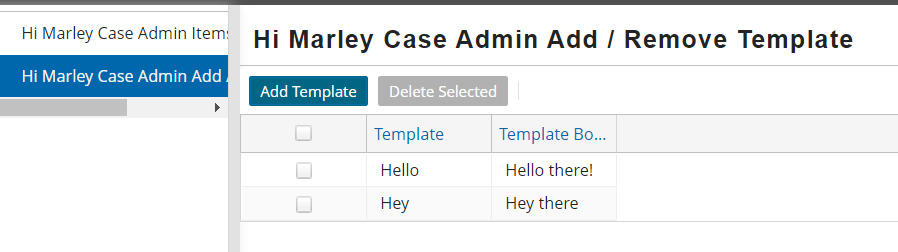 Hi Marley Case Admin Items
Hi Marley Case Admin Add
Hi Marley Case Admin Add / Remove Template
Add Template
Delete Selected
Template
Template Bo...
Hello
Hello there!
Hey
Hey there